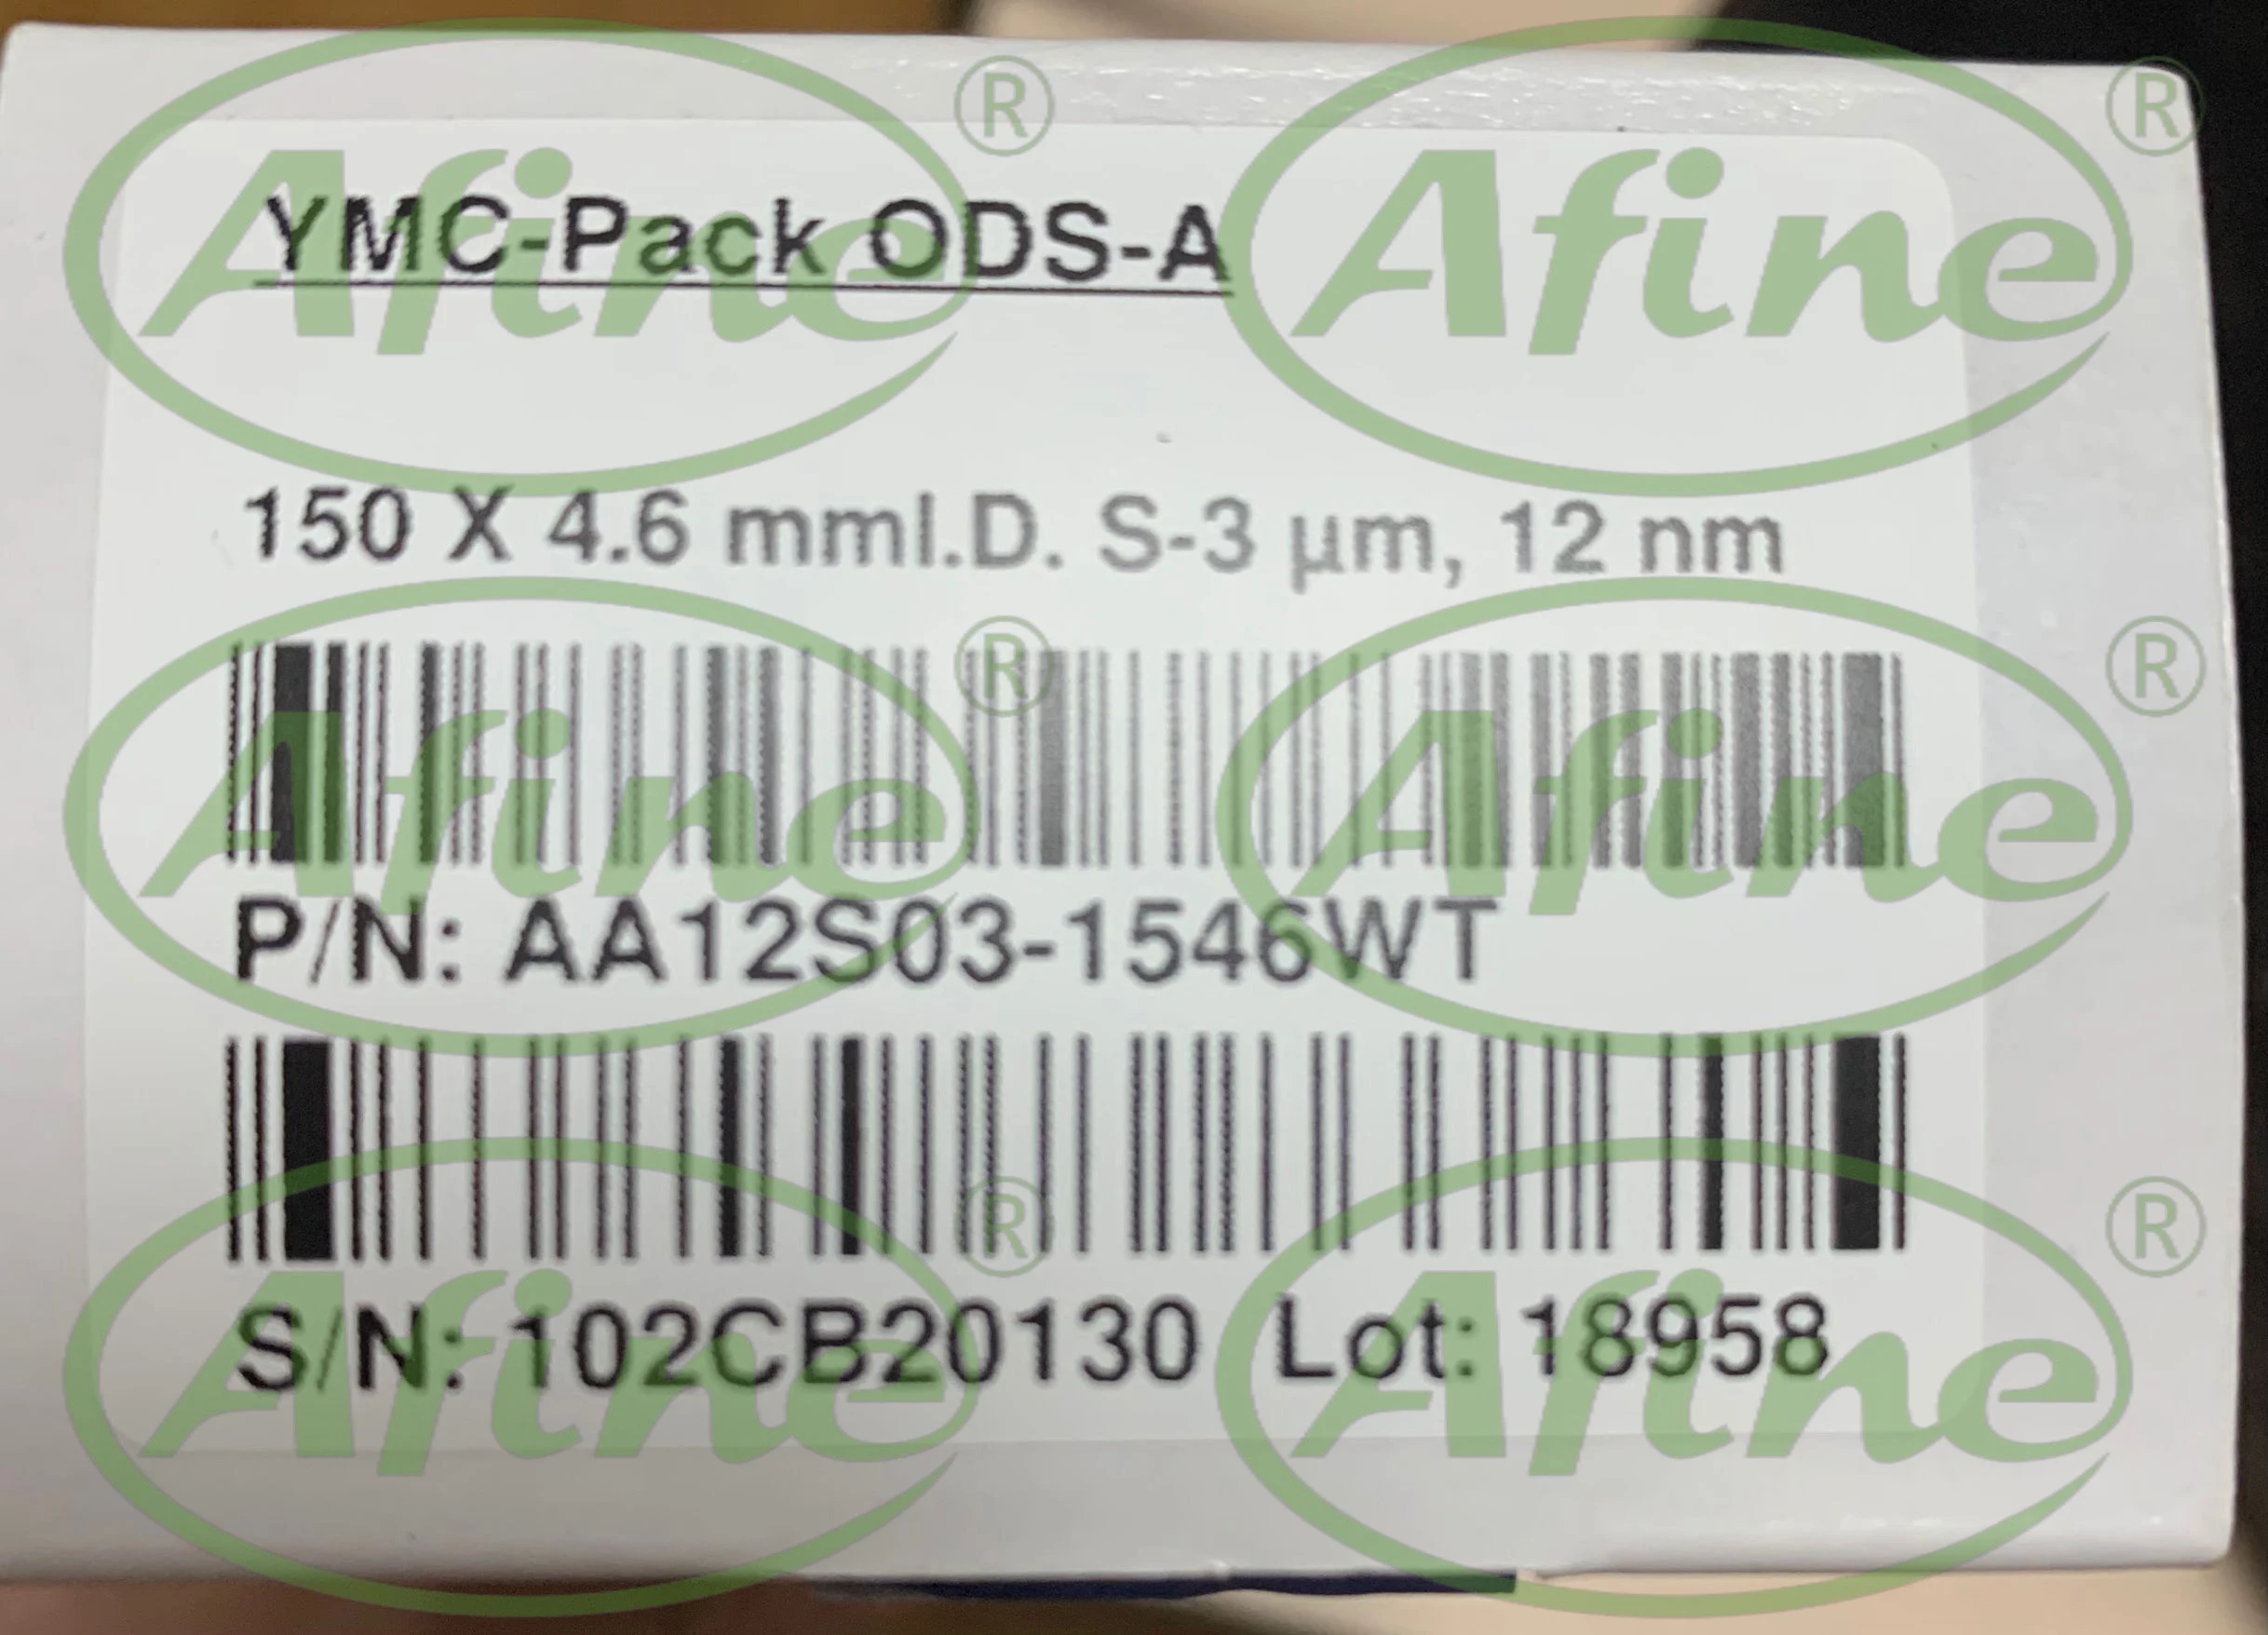 YMC-Pack ODS-A
150 X 4.6 mmI.D. S-3 µm, 12 nm
P/N: AA12S03-1546WT
S/N: 102CB20130 Lot: 18958
Afine ®
Afine ®
Afine ®
Afine ®
Afine ®
Afine ®